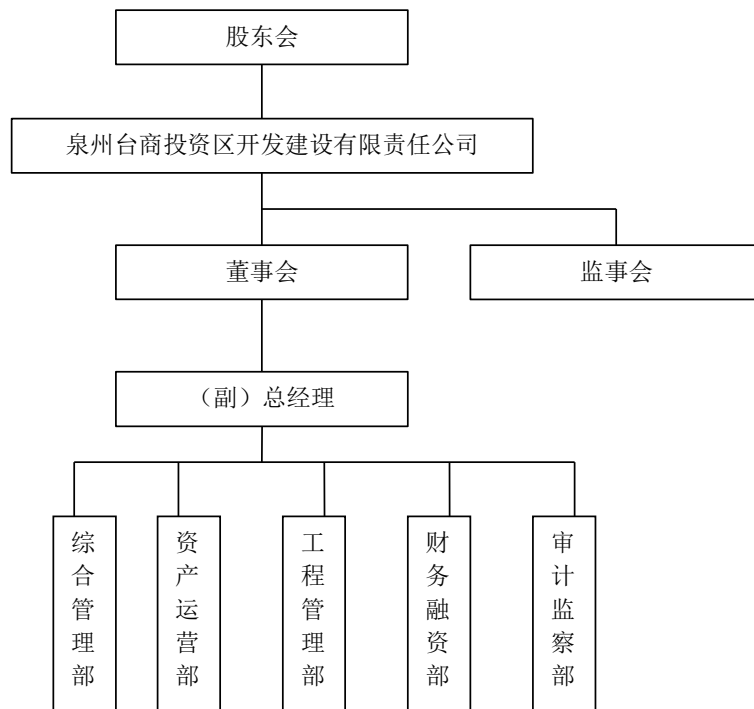 股东会
泉州台商投资区开发建设有限责任公司
董事会
监事会
（副）总经理
综合管理部
资产运营部
工程管理部
财务融资部
审计监察部